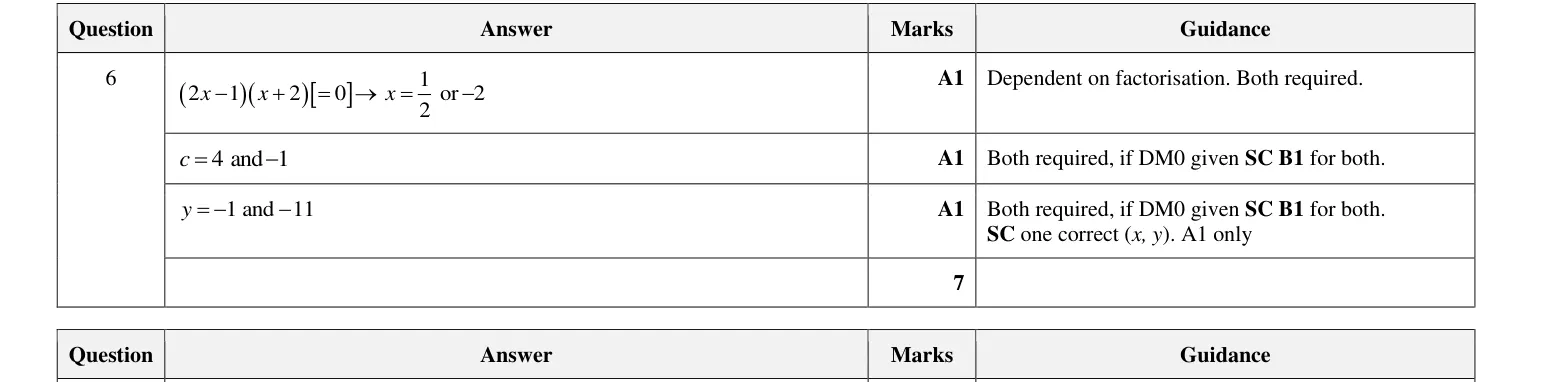 Question Answer Marks Guidance
6 (2x−1)(x+2)[=0]→ x=1/2 or −2 A1 Dependent on factorisation. Both required.
c=4 and −1 A1 Both required, if DM0 given SC B1 for both.
y=−1 and −11 A1 Both required, if DM0 given SC B1 for both.
SC one correct (x, y). A1 only
7
Question Answer Marks Guidance